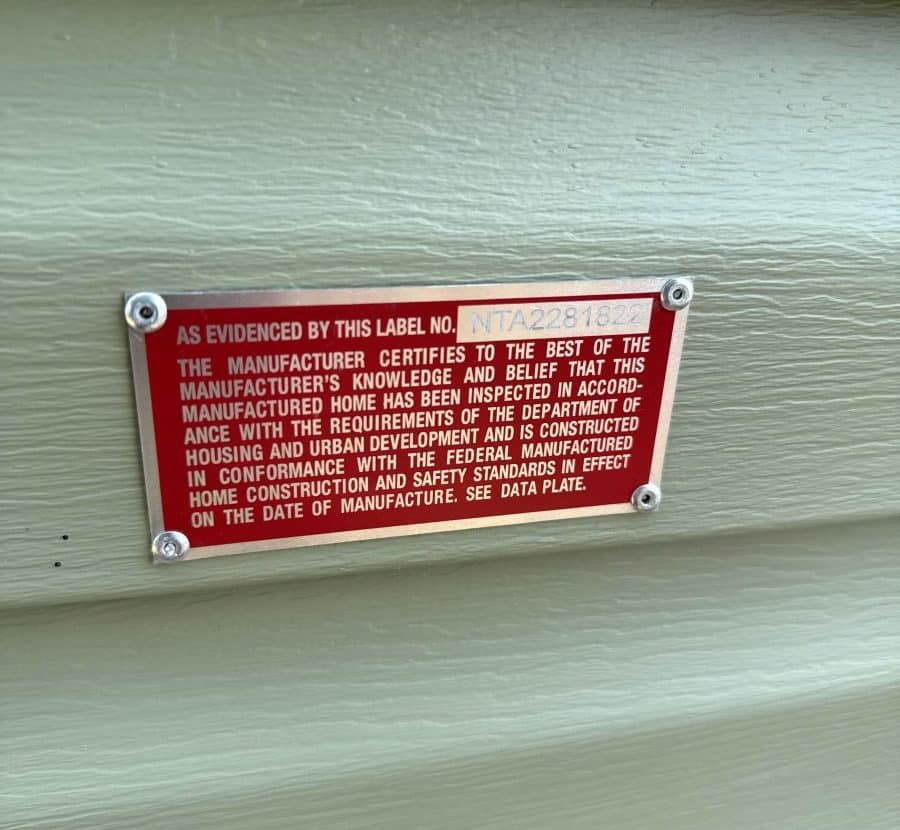 AS EVIDENCED BY THIS LABEL NO. NTA2281822
THE MANUFACTURER CERTIFIES TO THE BEST OF THE
MANUFACTURER'S KNOWLEDGE AND BELIEF THAT THIS
MANUFACTURED HOME HAS BEEN INSPECTED IN ACCORD-
ANCE WITH THE REQUIREMENTS OF THE DEPARTMENT OF
HOUSING AND URBAN DEVELOPMENT AND IS CONSTRUCTED
IN CONFORMANCE WITH THE FEDERAL MANUFACTURED
HOME CONSTRUCTION AND SAFETY STANDARDS IN EFFECT
ON THE DATE OF MANUFACTURE. SEE DATA PLATE.